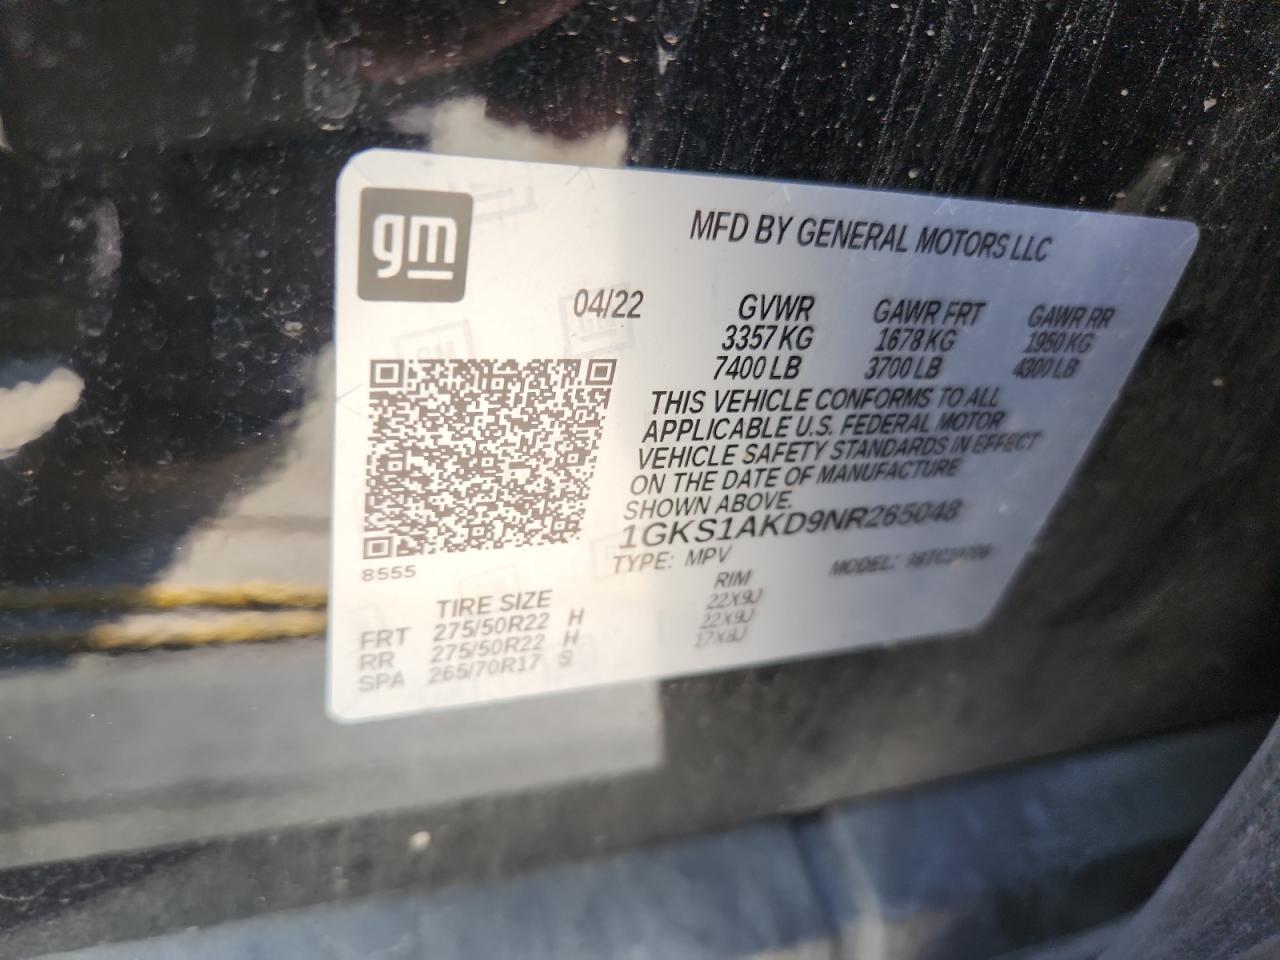 gm
MFD BY GENERAL MOTORS LLC
04/22 GVWR GAWR FRT GAWR RR
3357 KG 1678 KG 1950 KG
7400 LB 3700 LB 4300 LB
THIS VEHICLE CONFORMS TO ALL
APPLICABLE U.S. FEDERAL MOTOR
VEHICLE SAFETY STANDARDS IN EFFECT
ON THE DATE OF MANUFACTURE
SHOWN ABOVE.
1GKS1AKD9NR265048
8555
TYPE: MPV MODEL:
TIRE SIZE RIM
FRT 275/50R22 H 22X9J
RR 275/50R22 H 22X9J
SPA 265/70R17 S 17X8J